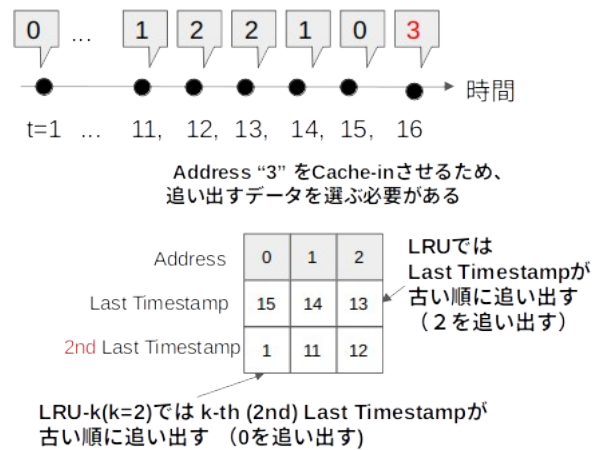 0 ... 1 2 2 1 0 3
時間
t=1 ... 11, 12, 13, 14, 15, 16
Address “3” をCache-inさせるため、
追い出すデータを選ぶ必要がある
Address 0 1 2
Last Timestamp 15 14 13
2nd Last Timestamp 1 11 12
LRUでは
Last Timestampが
古い順に追い出す
（２を追い出す）
LRU-k(k=2)では k-th (2nd) Last Timestampが
古い順に追い出す （0を追い出す)